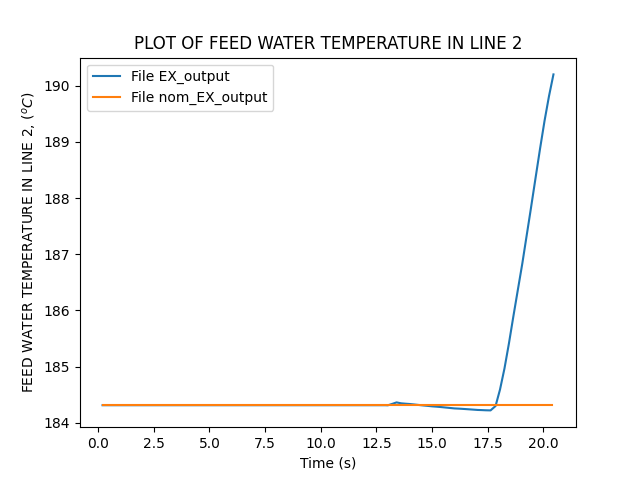 PLOT OF FEED WATER TEMPERATURE IN LINE 2
File EX_output
File nom_EX_output
FEED WATER TEMPERATURE IN LINE 2, (°C)
190
189
188
187
186
185
184
0.0 2.5 5.0 7.5 10.0 12.5 15.0 17.5 20.0
Time (s)